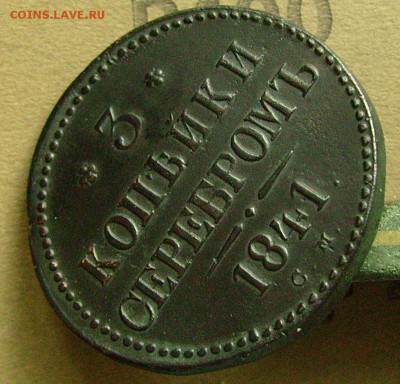 COINS.LAVE.RU
* 3 *
КОПѢЙКИ
СЕРЕБРОМЪ
1841.
С. М.